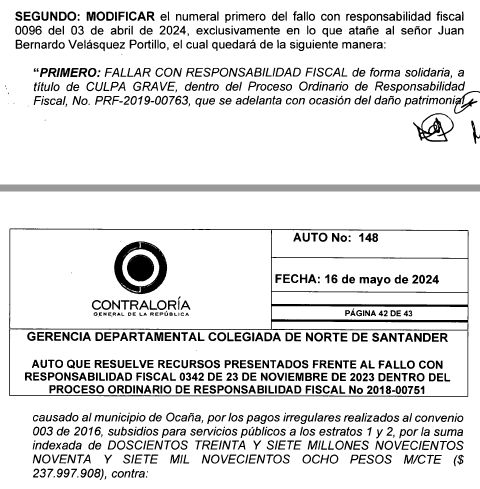 SEGUNDO: MODIFICAR el numeral primero del fallo con responsabilidad fiscal
0096 del 03 de abril de 2024, exclusivamente en lo que atañe al señor Juan
Bernardo Velásquez Portillo, el cual quedará de la siguiente manera:
“PRIMERO: FALLAR CON RESPONSABILIDAD FISCAL de forma solidaria, a
título de CULPA GRAVE, dentro del Proceso Ordinario de Responsabilidad
Fiscal, No. PRF-2019-00763, que se adelanta con ocasión del daño patrimonial
CONTRALORÍA
GENERAL DE LA REPÚBLICA
AUTO No: 148
FECHA: 16 de mayo de 2024
PÁGINA 42 DE 43
GERENCIA DEPARTAMENTAL COLEGIADA DE NORTE DE SANTANDER
AUTO QUE RESUELVE RECURSOS PRESENTADOS FRENTE AL FALLO CON
RESPONSABILIDAD FISCAL 0342 DE 23 DE NOVIEMBRE DE 2023 DENTRO DEL
PROCESO ORDINARIO DE RESPONSABILIDAD FISCAL No 2018-00751
causado al municipio de Ocaña, por los pagos irregulares realizados al convenio
003 de 2016, subsidios para servicios públicos a los estratos 1 y 2, por la suma
indexada de DOSCIENTOS TREINTA Y SIETE MILLONES NOVECIENTOS
NOVENTA Y SIETE MIL NOVECIENTOS OCHO PESOS M/CTE ($
237.997.908), contra: